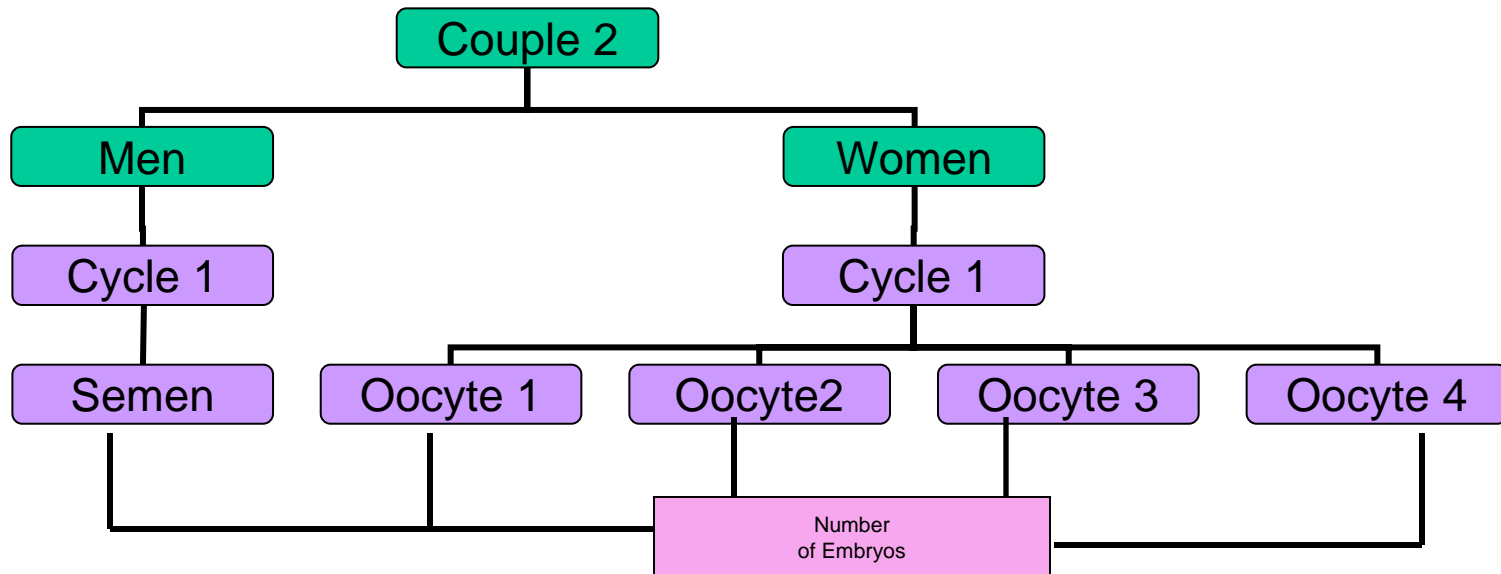 Couple 2
Men
Women
Cycle 1
Cycle 1
Semen
Oocyte 1
Oocyte2
Oocyte 3
Oocyte 4
Number
of Embryos